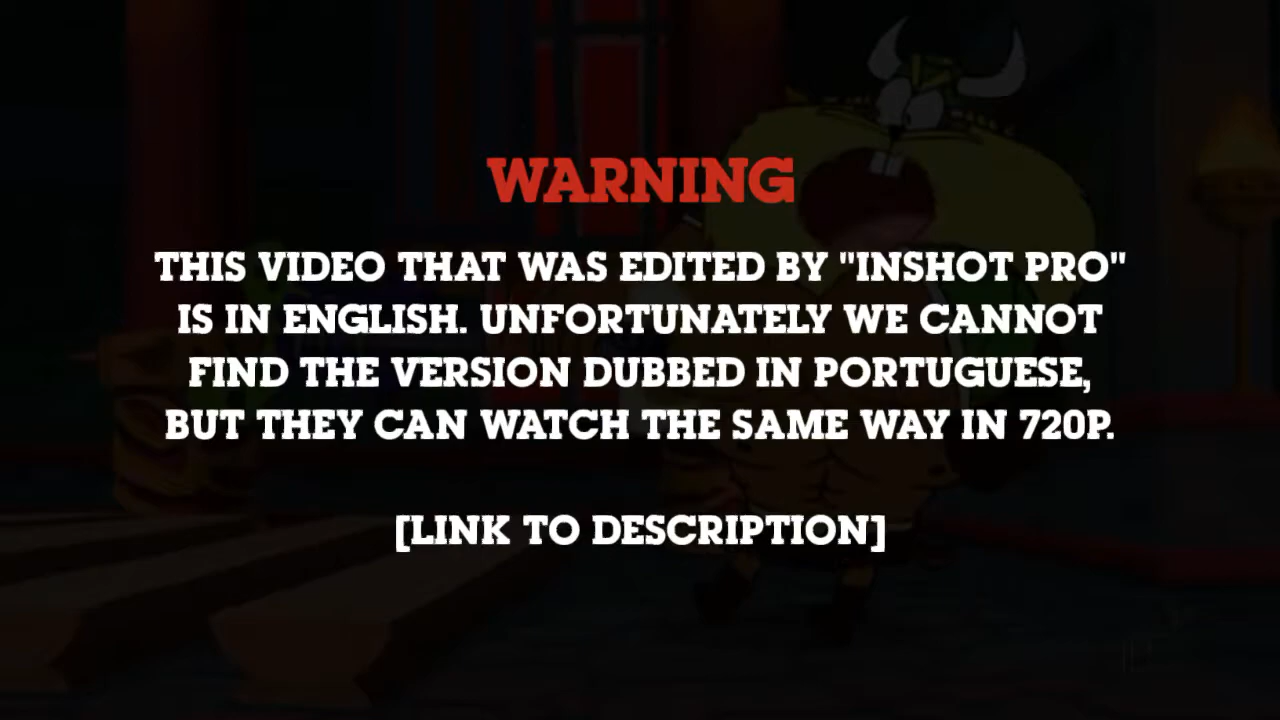 WARNING
THIS VIDEO THAT WAS EDITED BY "INSHOT PRO"
IS IN ENGLISH. UNFORTUNATELY WE CANNOT
FIND THE VERSION DUBBED IN PORTUGUESE,
BUT THEY CAN WATCH THE SAME WAY IN 720P.
[LINK TO DESCRIPTION]